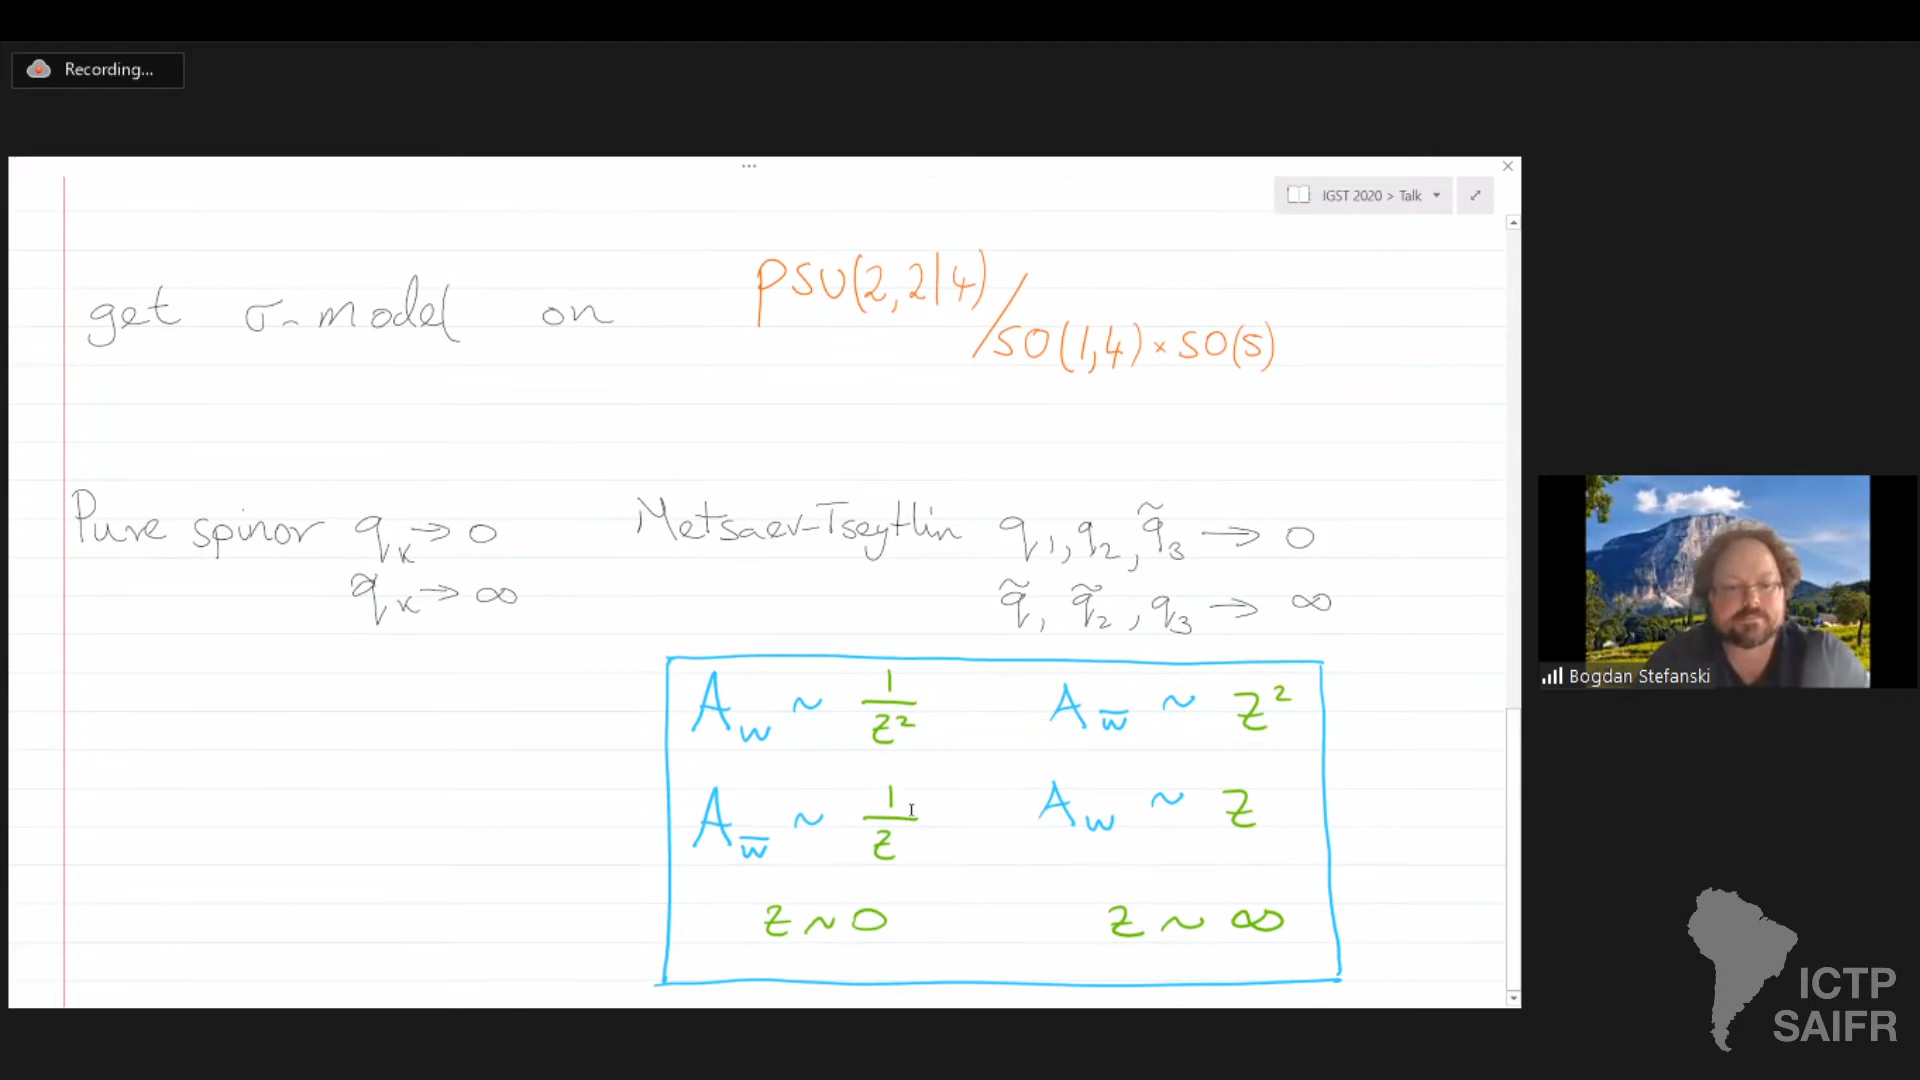 Recording...
IGST 2020 > Talk
get σ-model on PSU(2,2|4)/SO(1,4)×SO(5)
Pure spinor q_k → 0 Metsaev-Tseytlin q_1, q_2, q̃_3 → 0
q̃_k → ∞ q̃_1, q̃_2, q_3 → ∞
A_w ~ 1/z² A_w̄ ~ z²
A_w̄ ~ 1/z A_w ~ z
z ~ 0 z ~ ∞
Bogdan Stefanski
ICTP
SAIFR